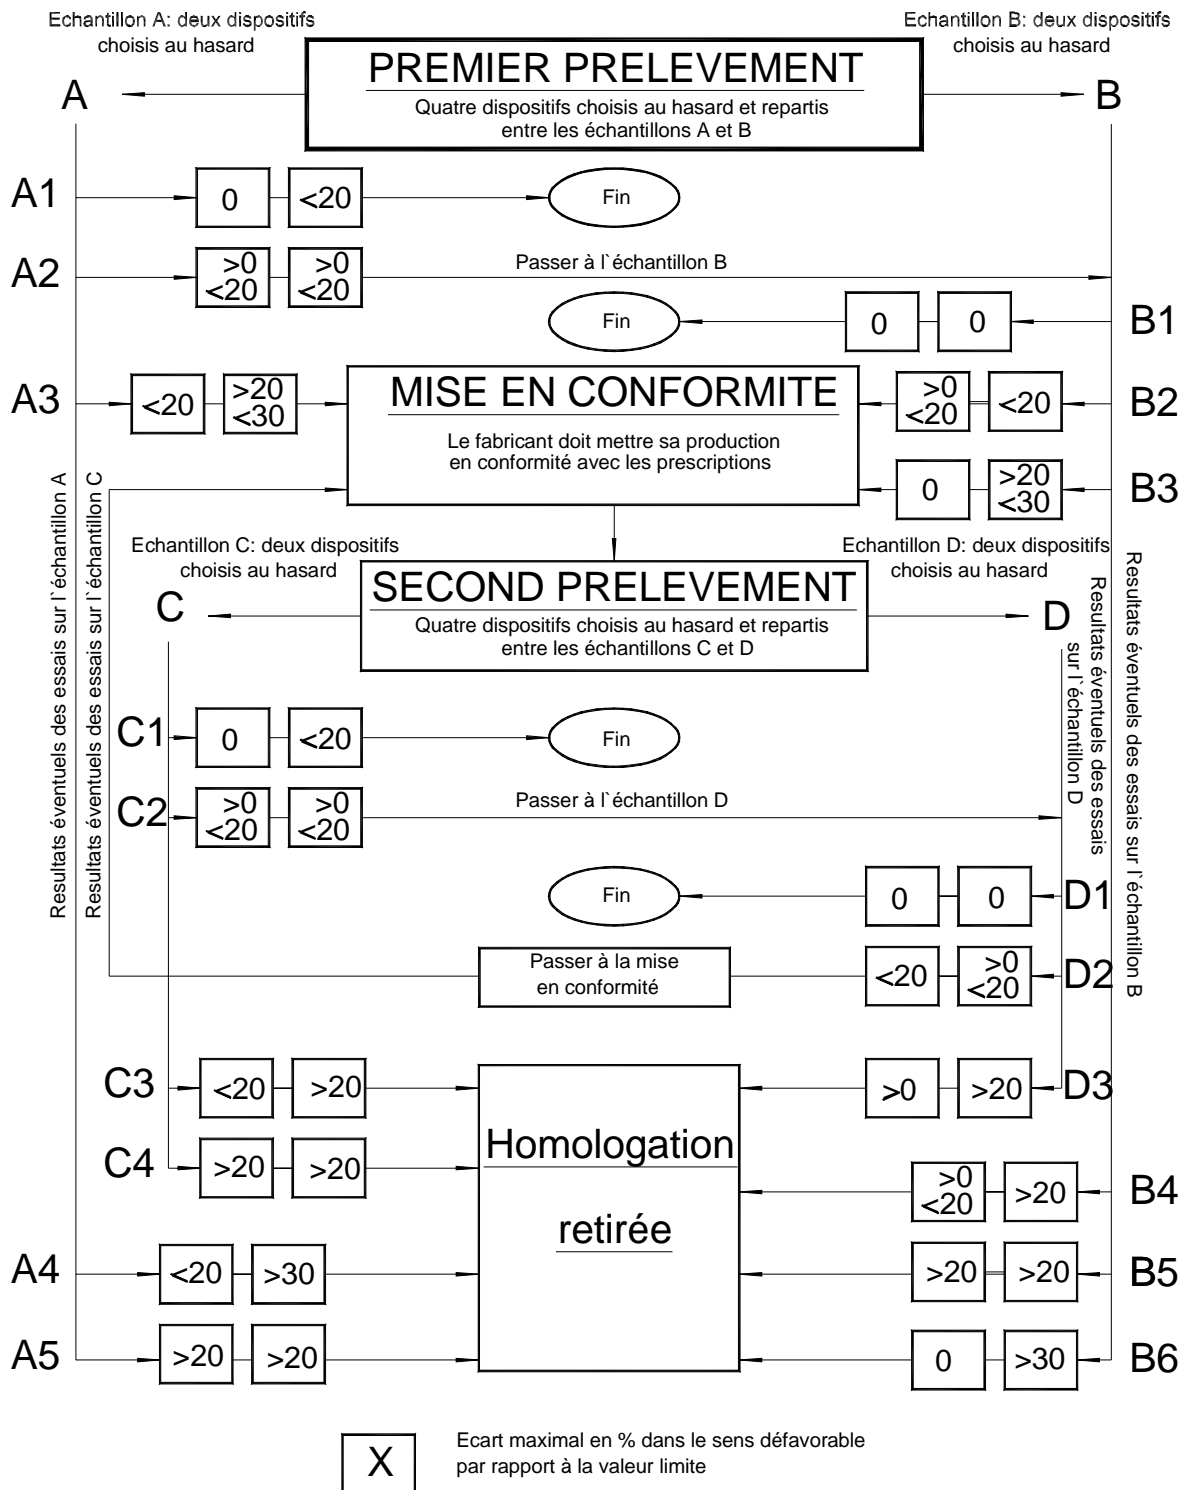 Echantillon A: deux dispositifs
choisis au hasard
Echantillon B: deux dispositifs
choisis au hasard
PREMIER PRELEVEMENT
Quatre dispositifs choisis au hasard et repartis
entre les échantillons A et B
A
B
A1
0
<20
Fin
A2
>0
<20
>0
<20
Passer à l`échantillon B
Fin
0
0
B1
A3
<20
>20
<30
MISE EN CONFORMITE
Le fabricant doit mettre sa production
en conformité avec les prescriptions
>0
<20
<20
B2
0
>20
<30
B3
Resultats éventuels des essais sur l`échantillon A
Resultats éventuels des essais sur l`échantillon C
Echantillon C: deux dispositifs
choisis au hasard
Echantillon D: deux dispositifs
choisis au hasard
SECOND PRELEVEMENT
Quatre dispositifs choisis au hasard et repartis
entre les échantillons C et D
C
D
Resultats éventuels des essais
sur l`échantillon D
Resultats éventuels des essais sur l`échantillon B
C1
0
<20
Fin
C2
>0
<20
>0
<20
Passer à l`échantillon D
Fin
0
0
D1
Passer à la mise
en conformité
<20
>0
<20
D2
C3
<20
>20
Homologation
retirée
>0
>20
D3
C4
>20
>20
>0
<20
>20
B4
A4
<20
>30
>20
>20
B5
A5
>20
>20
0
>30
B6
X
Ecart maximal en % dans le sens défavorable
par rapport à la valeur limite